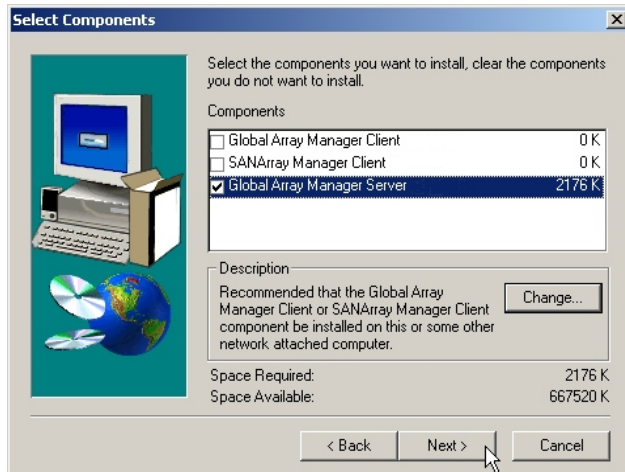 Select Components
Select the components you want to install, clear the components
you do not want to install.
Components
Global Array Manager Client 0 K
SANArray Manager Client 0 K
Global Array Manager Server 2176 K
Description
Recommended that the Global Array
Manager Client or SANArray Manager Client
component be installed on this or some other
network attached computer.
Change...
Space Required: 2176 K
Space Available: 667520 K
< Back
Next >
Cancel